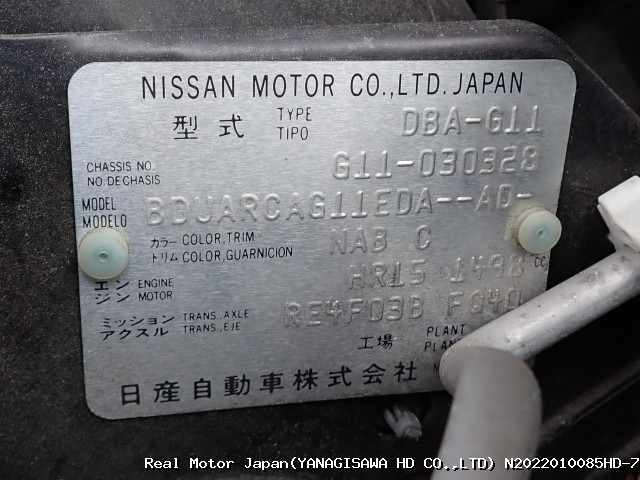 NISSAN MOTOR CO.,LTD. JAPAN
型式 TYPE TIPO DBA-G11
CHASSIS NO. NO. DE CHASIS G11-030328
MODEL MODELO BDUARCAG11EDA--AD-
カラー COLOR, TRIM トリム COLOR, GUARNICION NAB C
エンジン ENGINE MOTOR HR15 1498 CC
ミッション TRANS., AXLE アクスル TRANS., EJE RE4F03B FQ40
工場 PLANT PLAN
日産自動車株式会社
Real Motor Japan(YANAGISAWA HD CO.,LTD) N2022010085HD-7